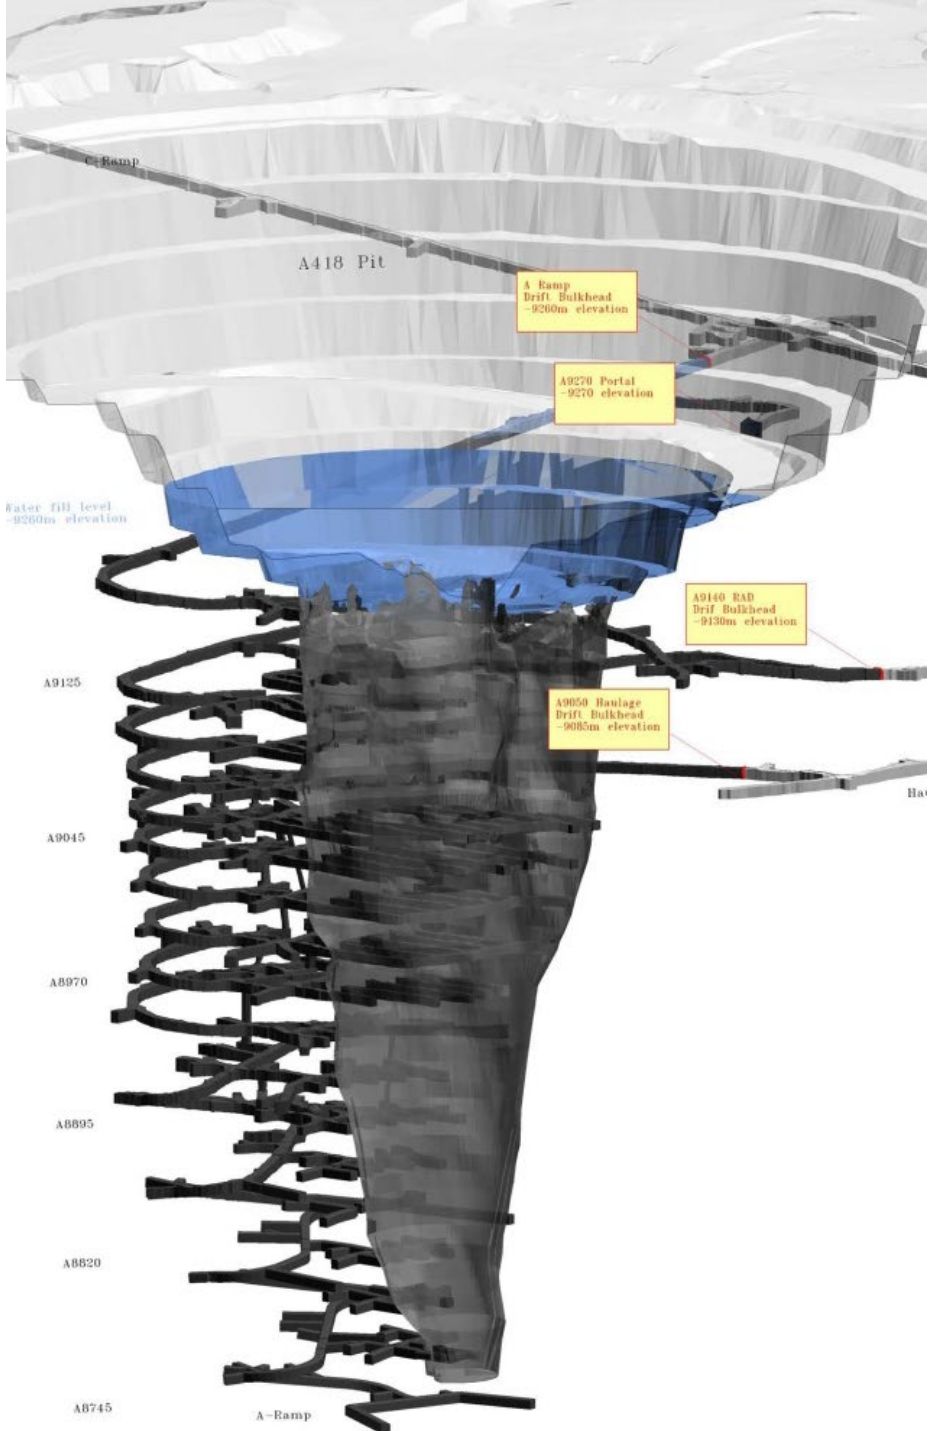 C-Ramp
A418 Pit
A Ramp
Drift Bulkhead
-9260m elevation
A9270 Portal
-9270 elevation
Water fill level
-9260m elevation
A9140 RAD
Drif Bulkhead
-9130m elevation
A9125
A9050 Haulage
Drift Bulkhead
-9085m elevation
A9045
A8970
A8895
A8820
A8745
A-Ramp